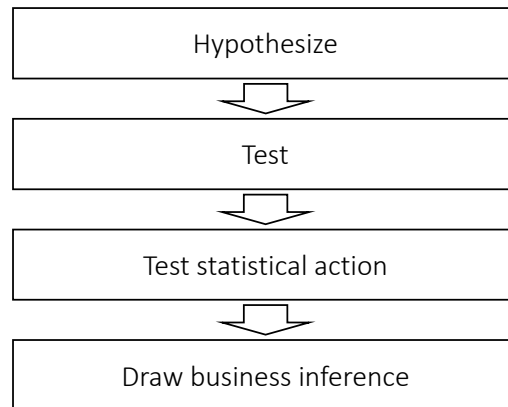 Hypothesize
Test
Test statistical action
Draw business inference